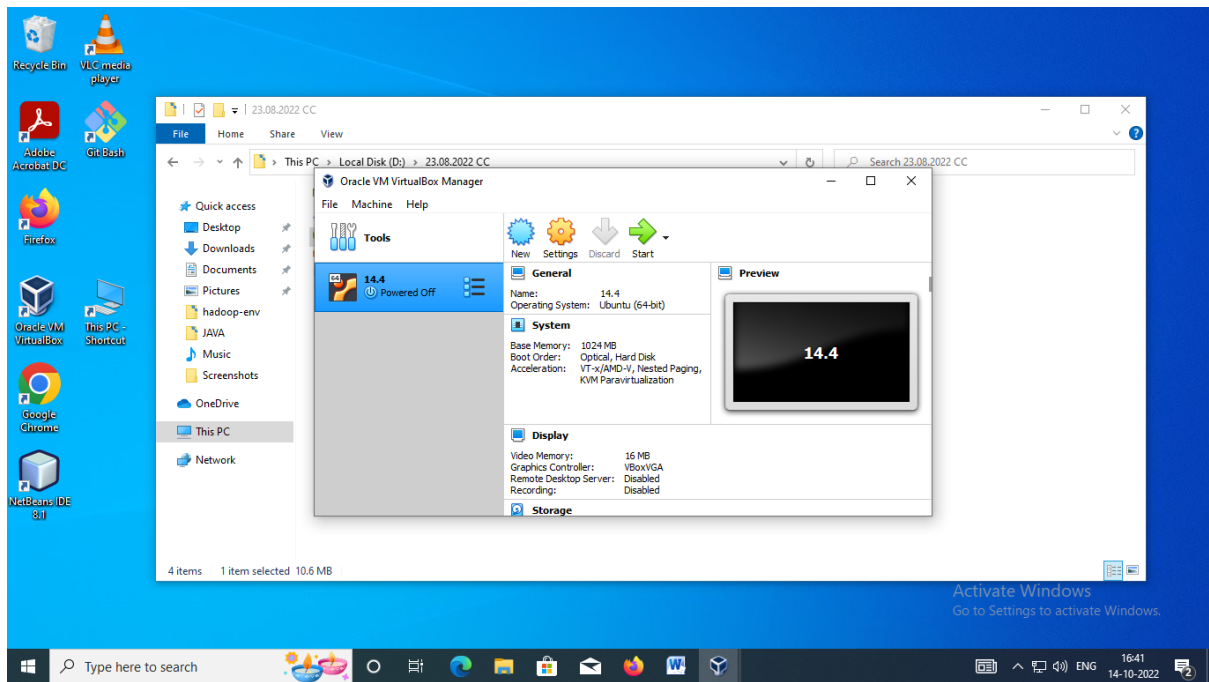 Recycle Bin
VLC media
player
Adobe
Acrobat DC
Git Bash
Firefox
Oracle VM
VirtualBox
This PC -
Shortcut
Google
Chrome
NetBeans IDE
8.1
23.08.2022 CC
File Home Share View
This PC > Local Disk (D:) > 23.08.2022 CC
Search 23.08.2022 CC
Quick access
Desktop
Downloads
Documents
Pictures
hadoop-env
JAVA
Music
Screenshots
OneDrive
This PC
Network
4 items 1 item selected 10.6 MB
Oracle VM VirtualBox Manager
File Machine Help
Tools
New Settings Discard Start
64
14.4
Powered Off
General
Name: 14.4
Operating System: Ubuntu (64-bit)
System
Base Memory: 1024 MB
Boot Order: Optical, Hard Disk
Acceleration: VT-x/AMD-V, Nested Paging,
KVM Paravirtualization
Preview
14.4
Display
Video Memory: 16 MB
Graphics Controller: VBoxVGA
Remote Desktop Server: Disabled
Recording: Disabled
Storage
Activate Windows
Go to Settings to activate Windows.
Type here to search
W
ENG
16:41
14-10-2022
2